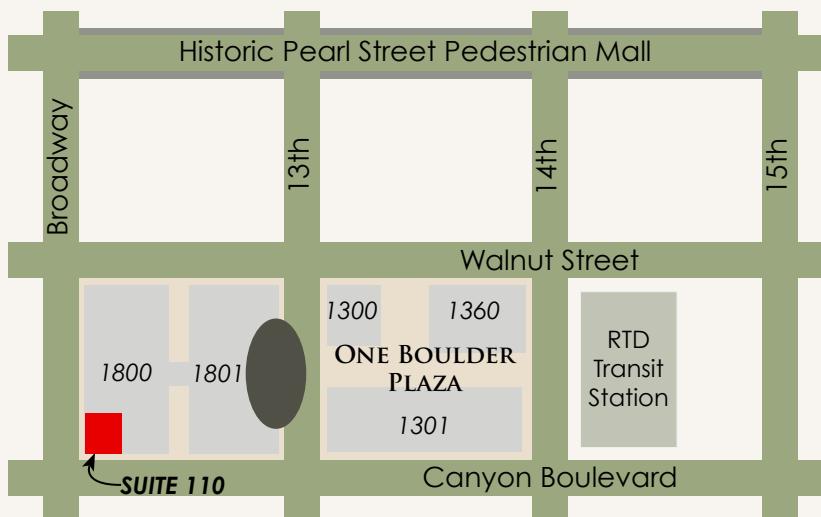 Historic Pearl Street Pedestrian Mall
Broadway
13th
14th
15th
Walnut Street
1300
1360
1800
1801
ONE BOULDER
PLAZA
RTD
Transit
Station
1301
Canyon Boulevard
SUITE 110